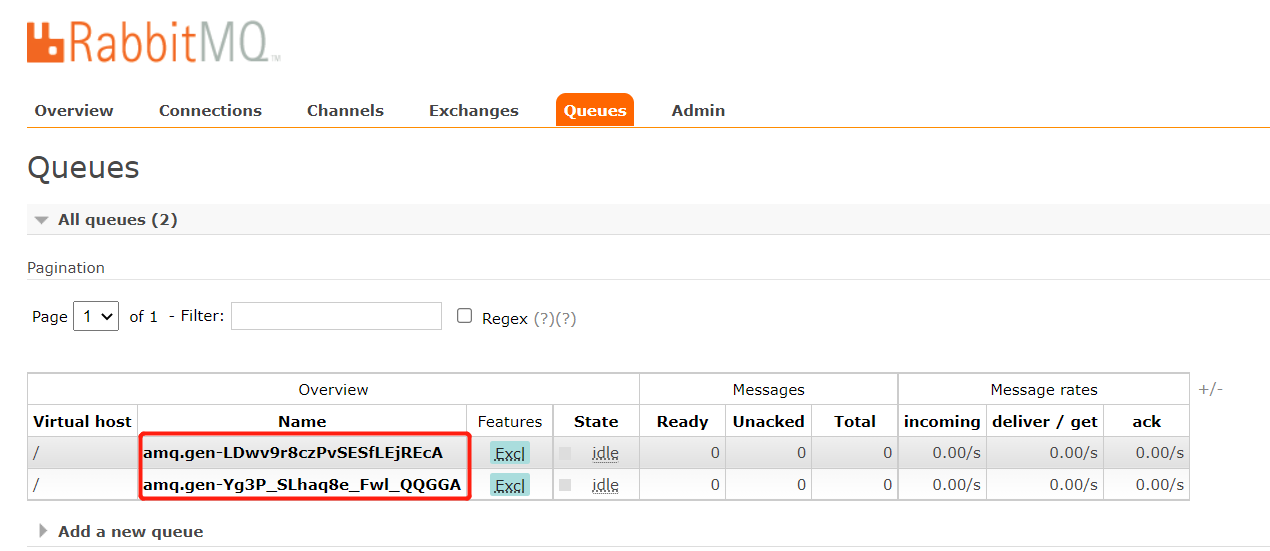 RabbitMQ TM
Overview Connections Channels Exchanges Queues Admin
Queues
All queues (2)
Pagination
Page 1 of 1 - Filter: Regex (?)(?)
Overview Messages Message rates +/-
Virtual host Name Features State Ready Unacked Total incoming deliver / get ack
/ amq.gen-LDwv9r8czPvSESfLEjREcA Excl idle 0 0 0 0.00/s 0.00/s 0.00/s
/ amq.gen-Yg3P_SLhaq8e_Fwl_QQGGA Excl idle 0 0 0 0.00/s 0.00/s 0.00/s
Add a new queue